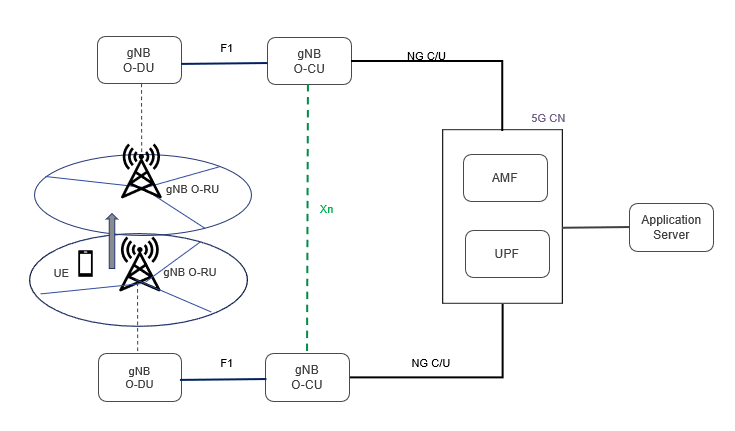 gNB
O-DU
F1
gNB
O-CU
NG C/U
5G CN
AMF
gNB O-RU
Xn
Application
Server
UPF
UE
gNB O-RU
gNB
O-DU
F1
gNB
O-CU
NG C/U